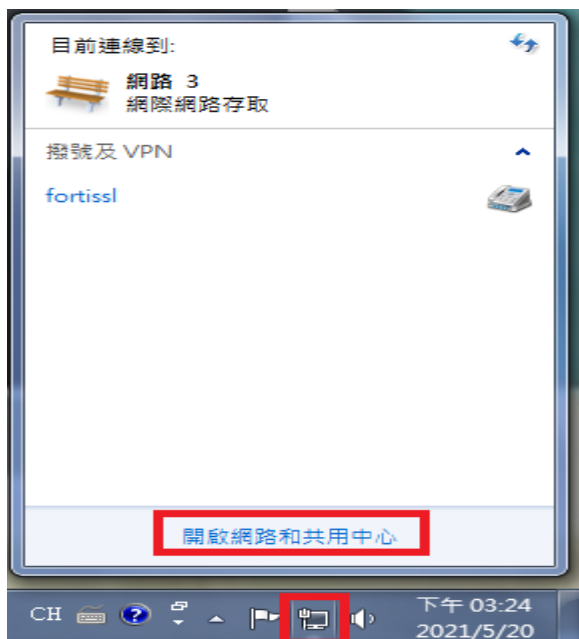 目前連線到:
網路 3
網際網路存取
撥號及 VPN
fortissl
開啟網路和共用中心
CH
下午 03:24
2021/5/20